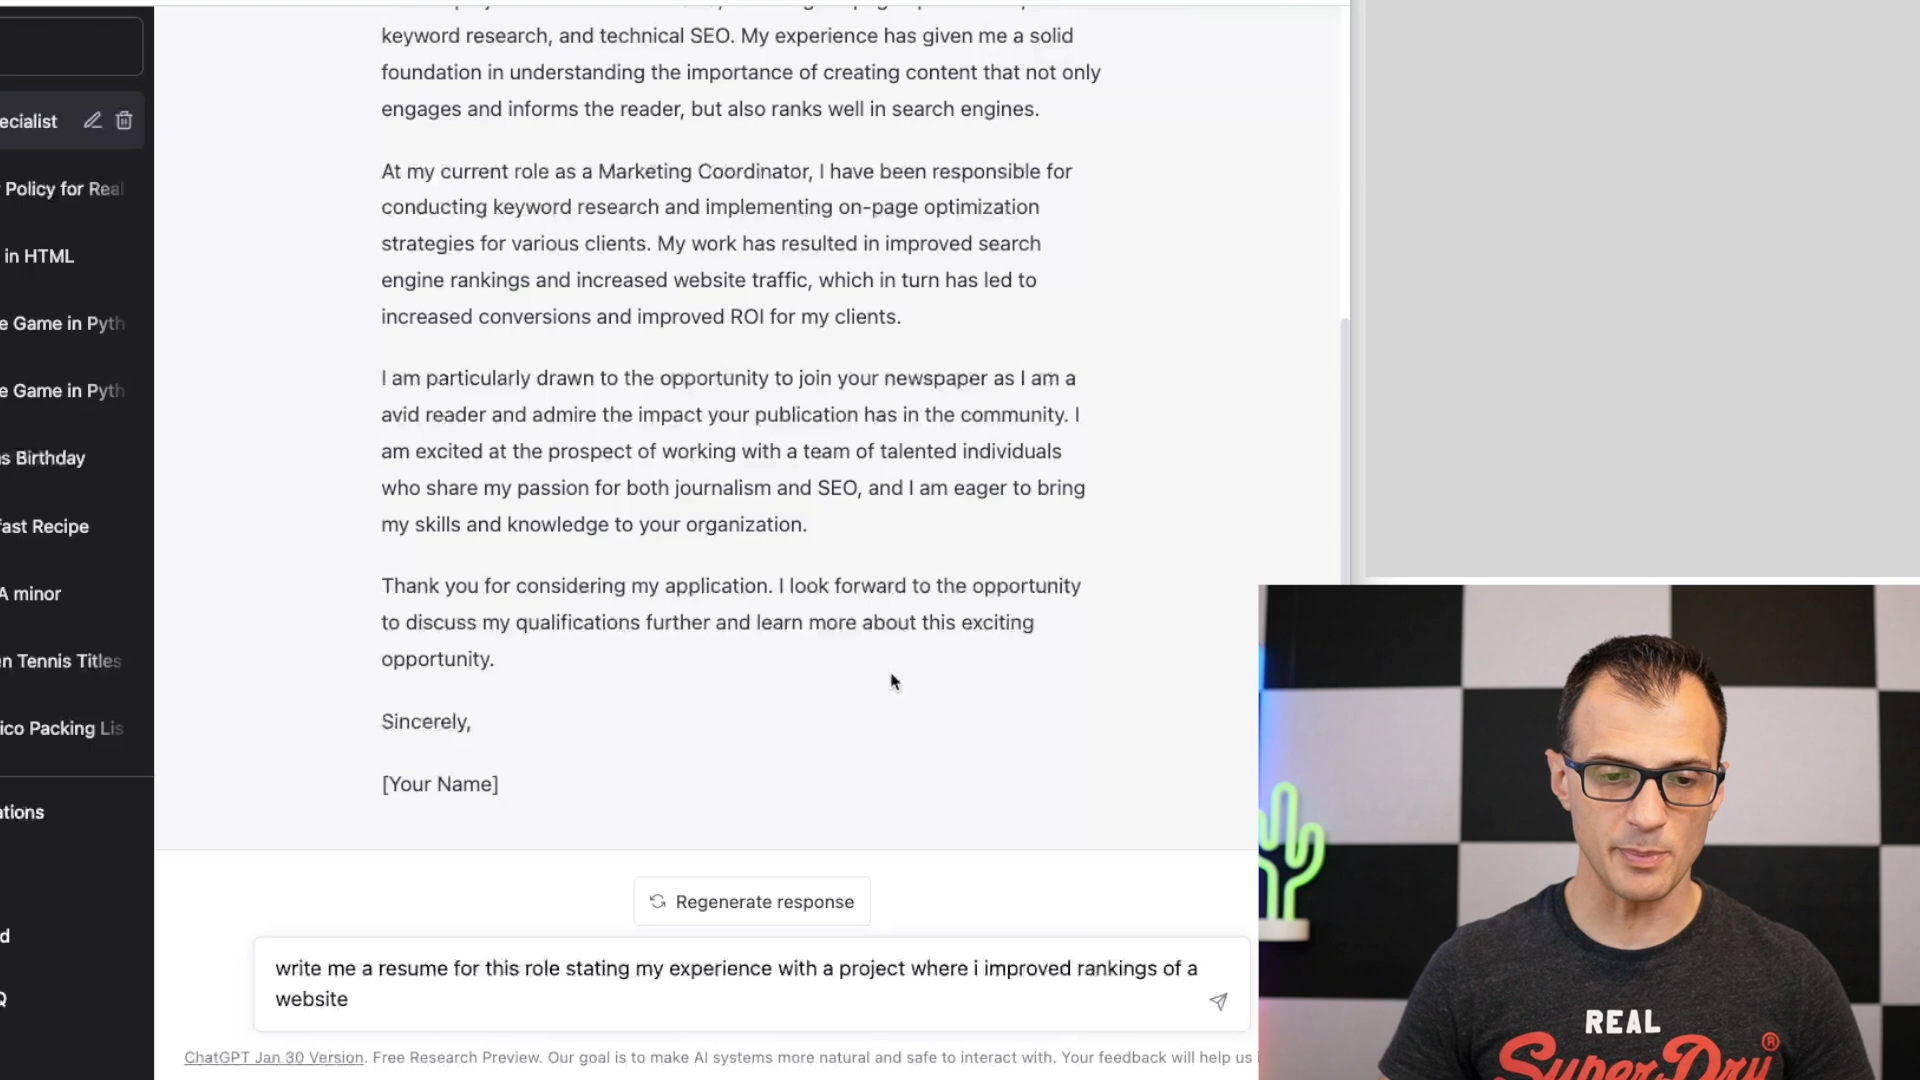 keyword research, and technical SEO. My experience has given me a solid
foundation in understanding the importance of creating content that not only
engages and informs the reader, but also ranks well in search engines.
At my current role as a Marketing Coordinator, I have been responsible for
conducting keyword research and implementing on-page optimization
strategies for various clients. My work has resulted in improved search
engine rankings and increased website traffic, which in turn has led to
increased conversions and improved ROI for my clients.
I am particularly drawn to the opportunity to join your newspaper as I am a
avid reader and admire the impact your publication has in the community. I
am excited at the prospect of working with a team of talented individuals
who share my passion for both journalism and SEO, and I am eager to bring
my skills and knowledge to your organization.
Thank you for considering my application. I look forward to the opportunity
to discuss my qualifications further and learn more about this exciting
opportunity.
Sincerely,
[Your Name]
Regenerate response
write me a resume for this role stating my experience with a project where i improved rankings of a
website
ChatGPT Jan 30 Version. Free Research Preview. Our goal is to make AI systems more natural and safe to interact with. Your feedback will help us
ecialist
Policy for Real
in HTML
e Game in Pyth
e Game in Pyth
s Birthday
fast Recipe
A minor
n Tennis Titles
ico Packing Lis
ations
d
Q
REAL
SuperDry®